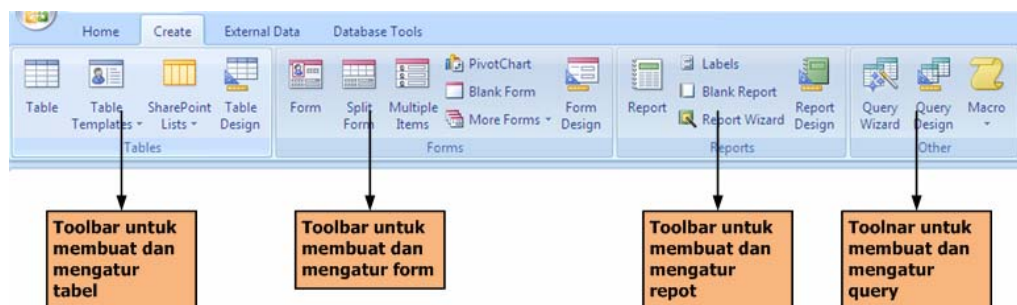 Home Create External Data Database Tools
Table
Table Templates
SharePoint Lists
Table Design
Tables
Form
Split Form
Multiple Items
PivotChart
Blank Form
More Forms
Form Design
Forms
Report
Labels
Blank Report
Report Wizard
Report Design
Reports
Query Wizard
Query Design
Macro
Other
Toolbar untuk
membuat dan
mengatur
tabel
Toolbar untuk
membuat dan
mengatur form
Toolbar untuk
membuat dan
mengatur
repot
Toolnar untuk
membuat dan
mengatur
query